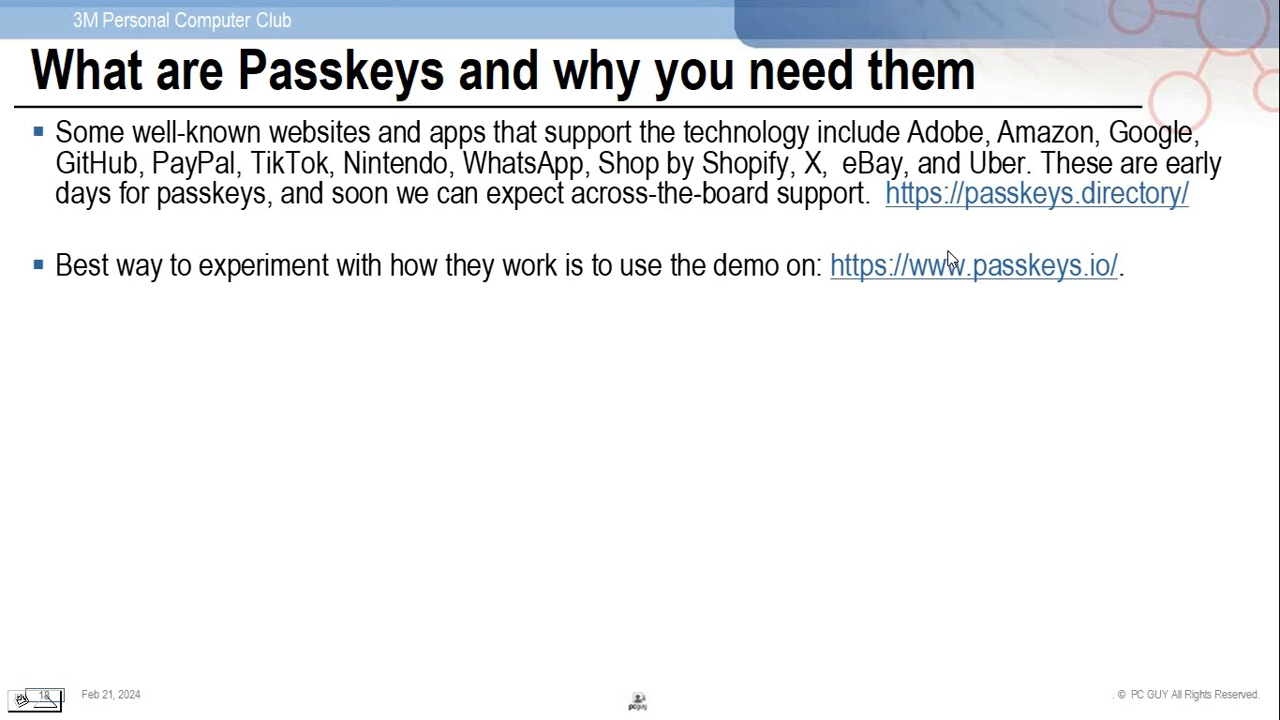 3M Personal Computer Club
What are Passkeys and why you need them
Some well-known websites and apps that support the technology include Adobe, Amazon, Google,
GitHub, PayPal, TikTok, Nintendo, WhatsApp, Shop by Shopify, X,  eBay, and Uber. These are early
days for passkeys, and soon we can expect across-the-board support.  https://passkeys.directory/
Best way to experiment with how they work is to use the demo on: https://www.passkeys.io/.
Feb 21, 2024
. © PC GUY All Rights Reserved.